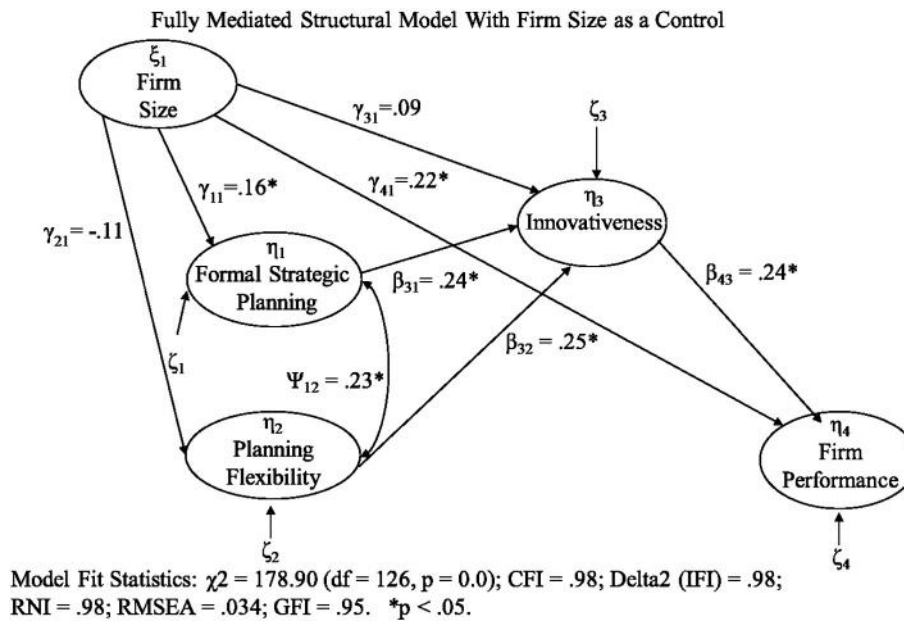 Fully Mediated Structural Model With Firm Size as a Control
ξ1
Firm
Size
γ31=.09
ζ3
γ11=.16*
γ41=.22*
η3
Innovativeness
γ21= -.11
η1
Formal Strategic
Planning
β31= .24*
β43= .24*
ζ1
β32 = .25*
Ψ12 = .23*
η2
Planning
Flexibility
η4
Firm
Performance
ζ2
ζ4
Model Fit Statistics: χ2 = 178.90 (df = 126, p = 0.0); CFI = .98; Delta2 (IFI) = .98;
RNI = .98; RMSEA = .034; GFI = .95. *p < .05.